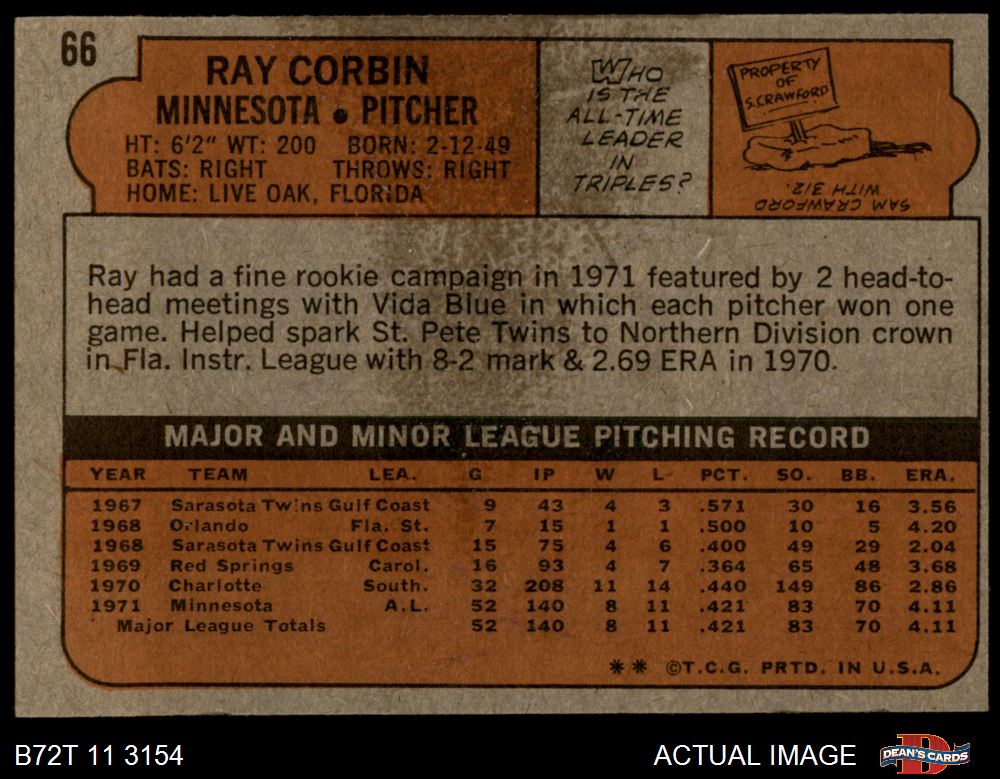 66
RAY CORBIN
MINNESOTA • PITCHER
HT: 6'2" WT: 200 BORN: 2-12-49
BATS: RIGHT THROWS: RIGHT
HOME: LIVE OAK, FLORIDA
WHO
IS THE
ALL-TIME
LEADER
IN
TRIPLES?
PROPERTY
OF
S.CRAWFORD
SAM CRAWFORD WAS
WITH 312.
Ray had a fine rookie campaign in 1971 featured by 2 head-to-
head meetings with Vida Blue in which each pitcher won one
game. Helped spark St. Pete Twins to Northern Division crown
in Fla. Instr. League with 8-2 mark & 2.69 ERA in 1970.
MAJOR AND MINOR LEAGUE PITCHING RECORD
YEAR TEAM LEA. G IP W L PCT. SO. BB. ERA.
1967 Sarasota Twins Gulf Coast 9 43 4 3 .571 30 16 3.56
1968 Orlando Fla. St. 7 15 1 1 .500 10 5 4.20
1968 Sarasota Twins Gulf Coast 15 75 4 6 .400 49 29 2.04
1969 Red Springs Carol. 16 93 4 7 .364 65 48 3.68
1970 Charlotte South. 32 208 11 14 .440 149 86 2.86
1971 Minnesota A.L. 52 140 8 11 .421 83 70 4.11
Major League Totals 52 140 8 11 .421 83 70 4.11
** ©T.C.G. PRTD. IN U.S.A.
B72T 11 3154
ACTUAL IMAGE
DEAN'S CARDS